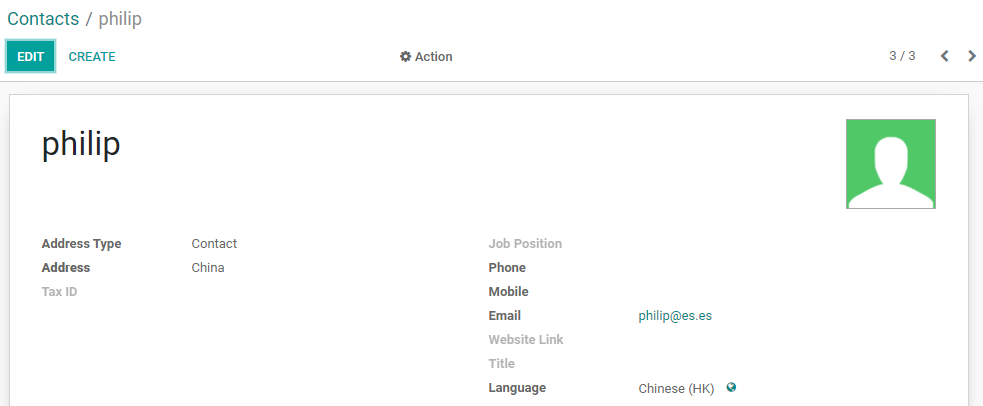 Contacts / philip
EDIT CREATE Action 3 / 3
philip
Address Type Contact
Address China
Tax ID
Job Position
Phone
Mobile
Email philip@es.es
Website Link
Title
Language Chinese (HK)